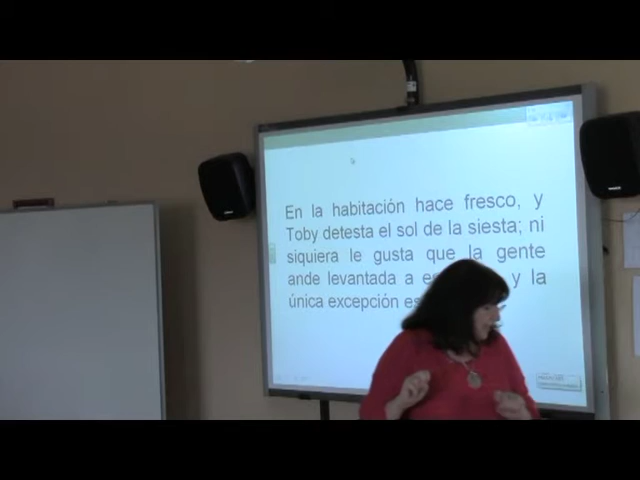 En la habitación hace fresco, y
Toby detesta el sol de la siesta; ni
siquiera le gusta que la gente
ande levantada a e y la
única excepción es